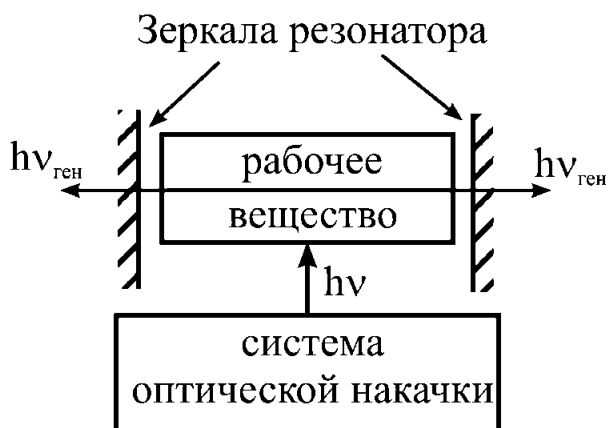 Зеркала резонатора
hνген
рабочее
hνген
вещество
hν
система
оптической накачки